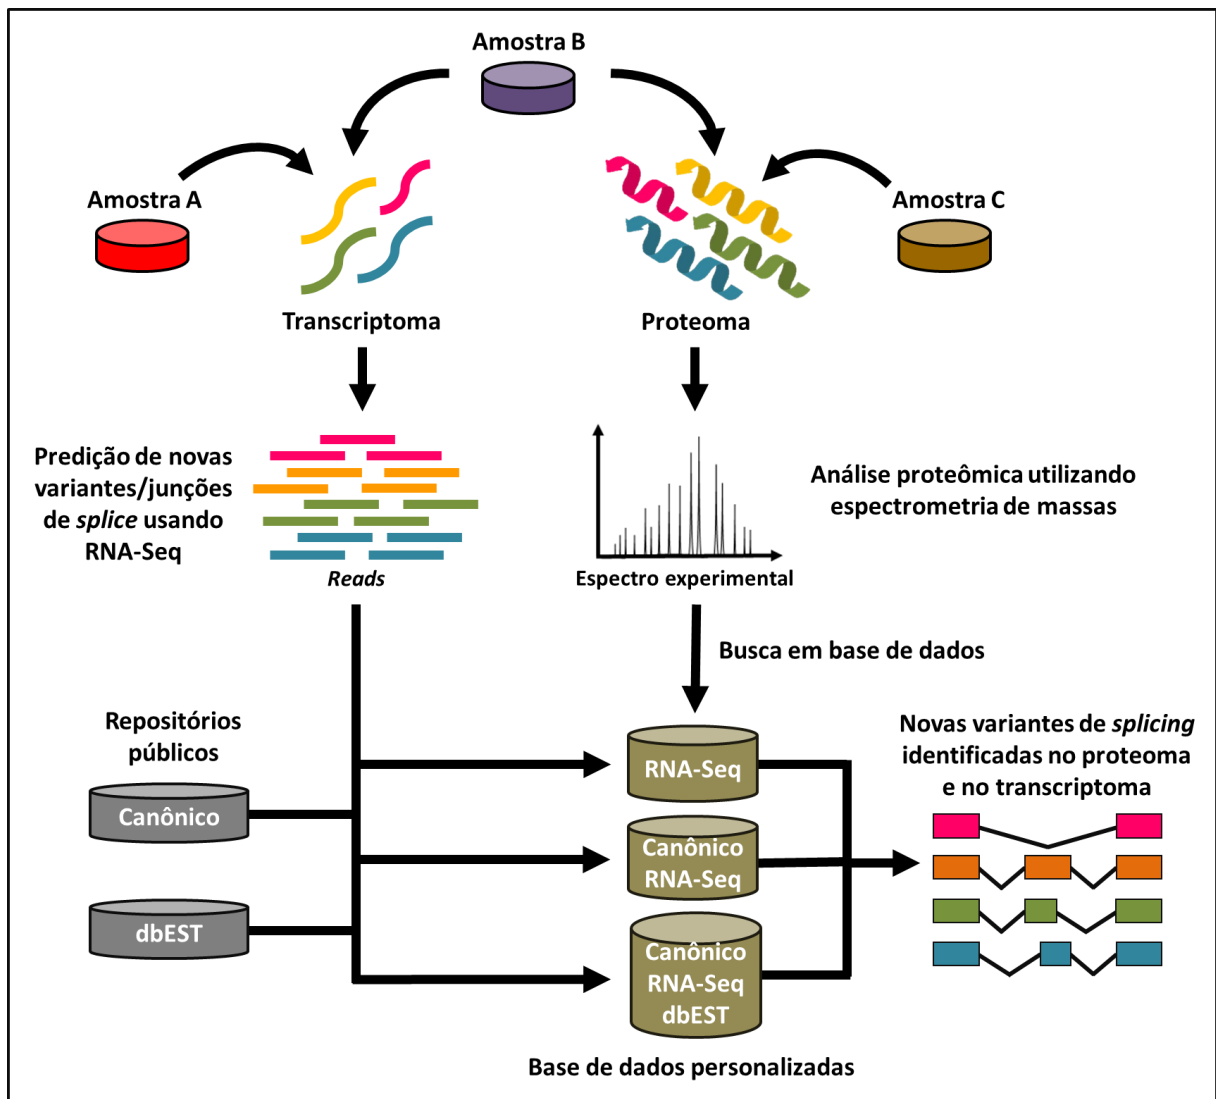 Amostra B
Amostra A
Amostra C
Transcriptoma
Proteoma
Predição de novas
variantes/junções
de splice usando
RNA-Seq
Reads
Espectro experimental
Análise proteômica utilizando
espectrometria de massas
Busca em base de dados
Repositórios
públicos
Canônico
dbEST
RNA-Seq
Canônico
RNA-Seq
Canônico
RNA-Seq
dbEST
Base de dados personalizadas
Novas variantes de splicing
identificadas no proteoma
e no transcriptoma